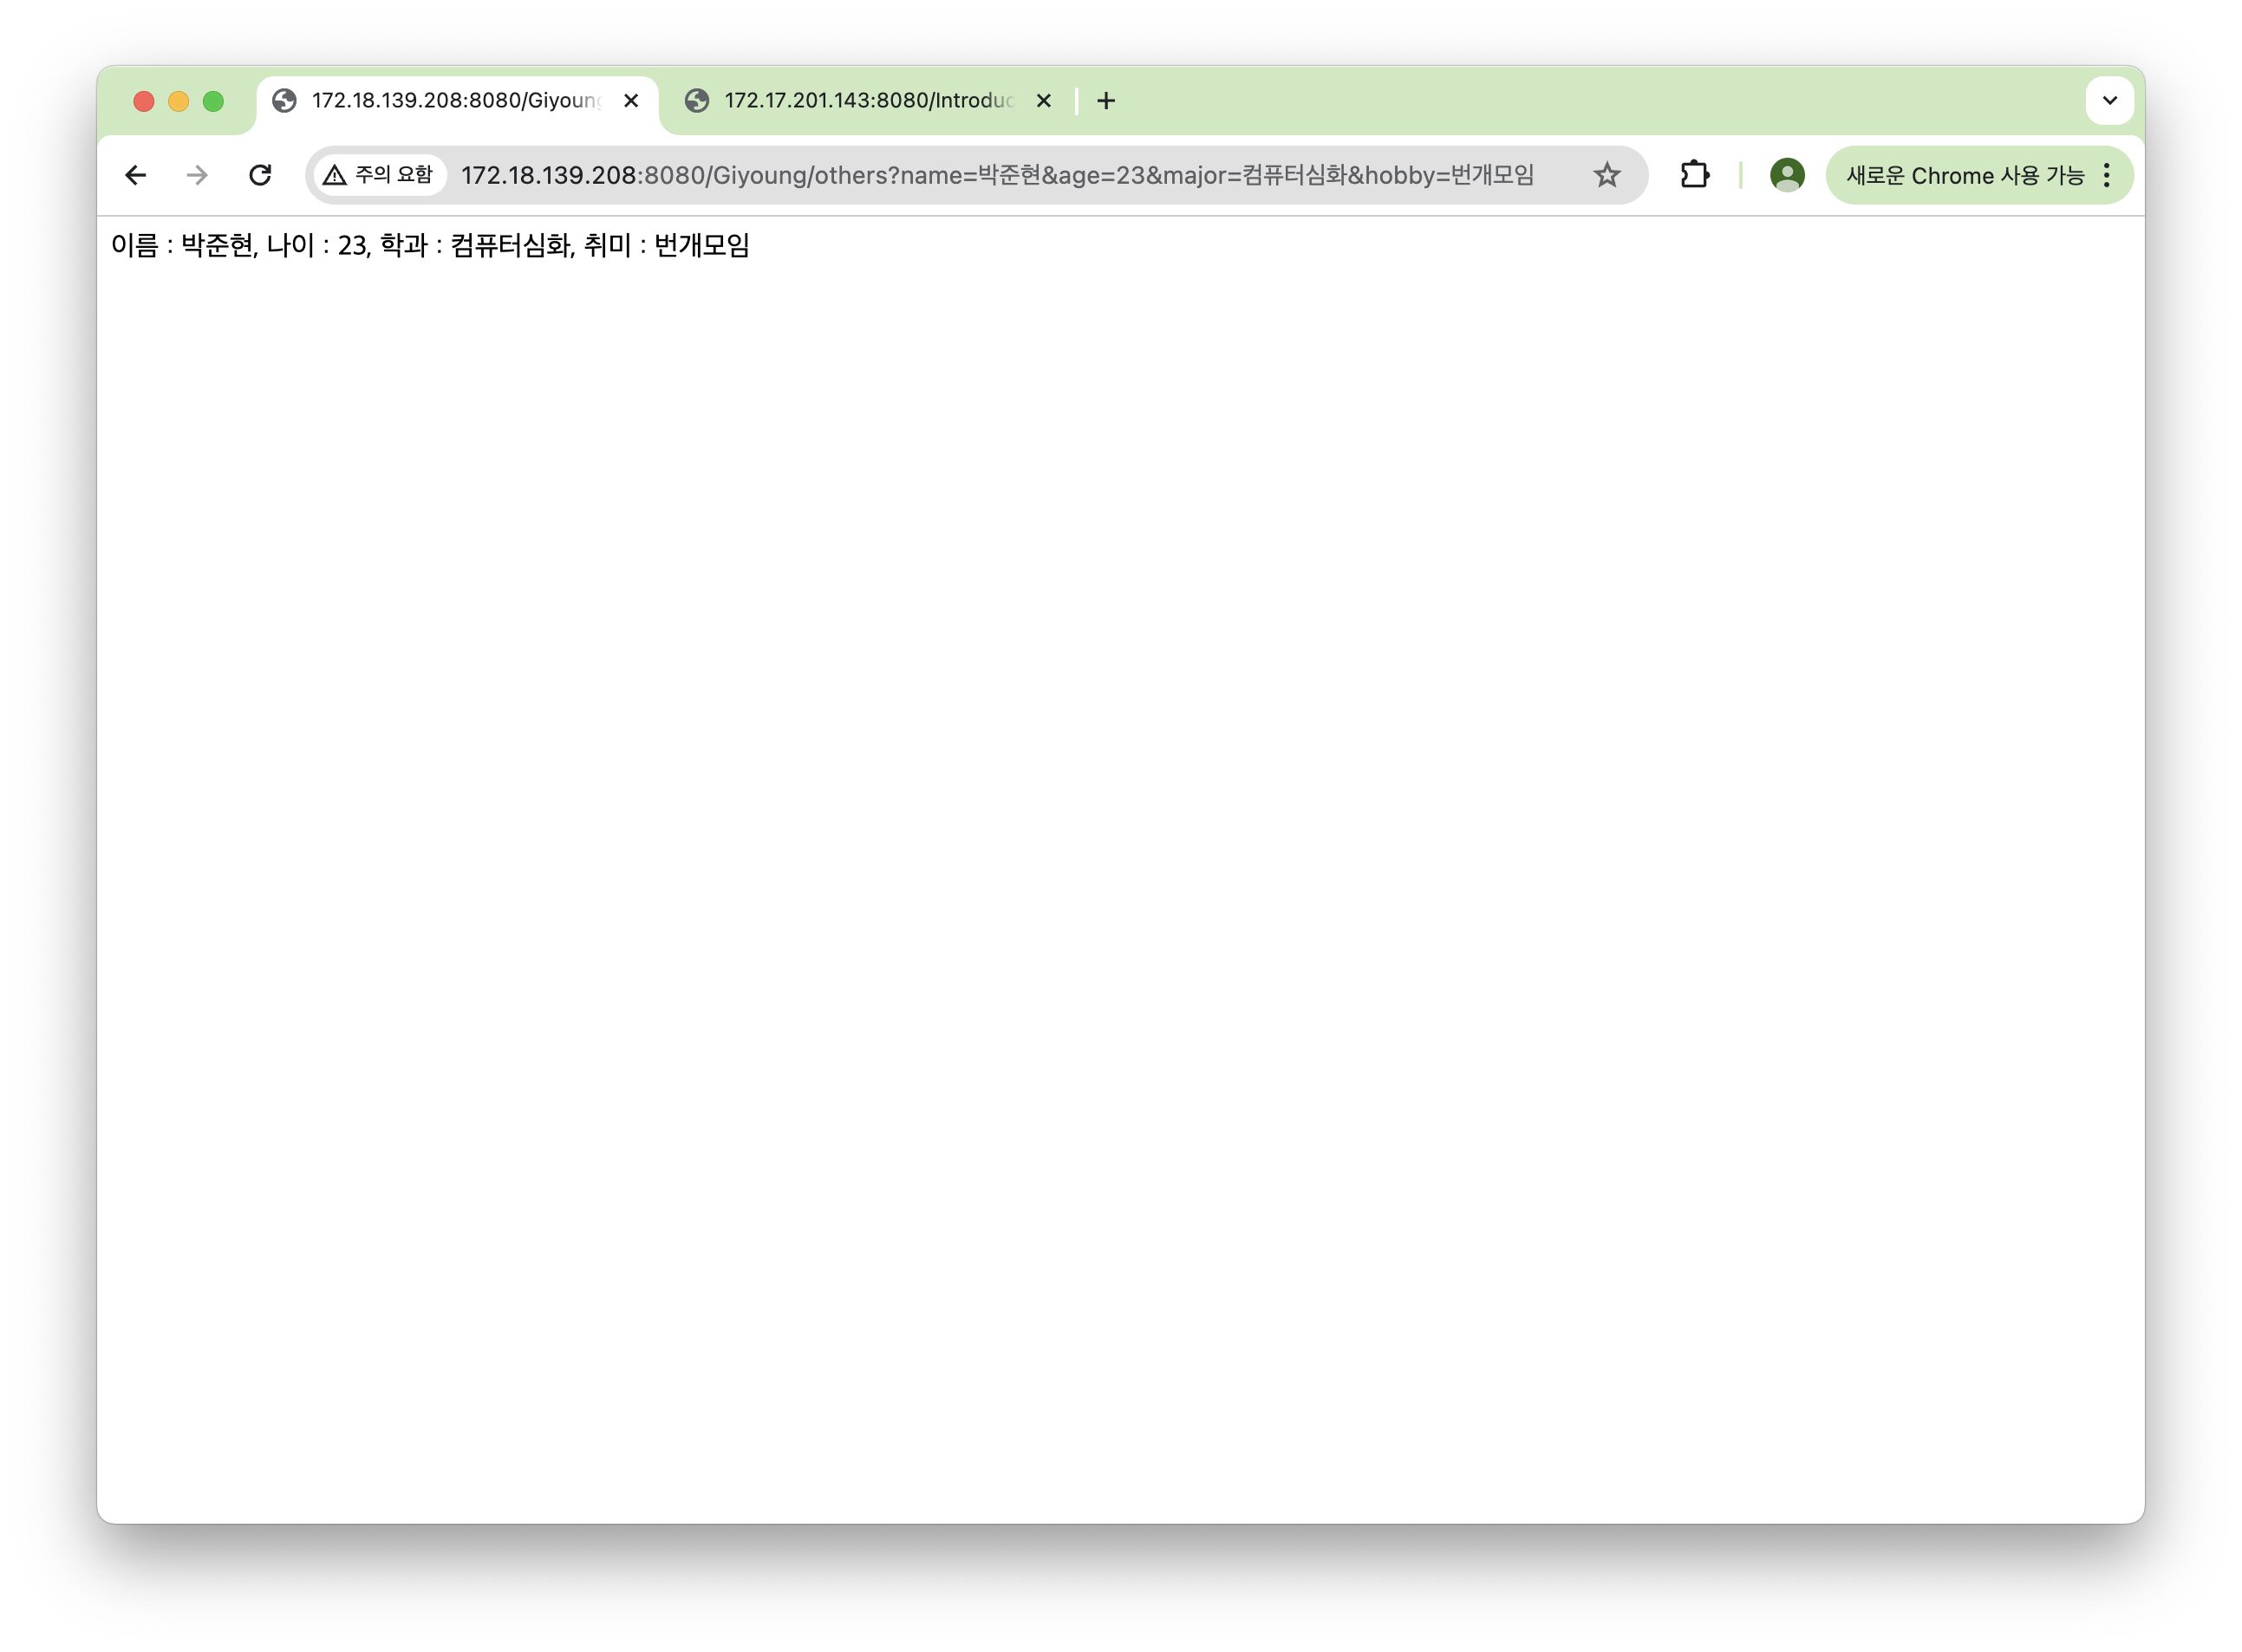 172.18.139.208:8080/Giyoung
172.17.201.143:8080/Introduc
주의 요함 172.18.139.208:8080/Giyoung/others?name=박준현&age=23&major=컴퓨터심화&hobby=번개모임 새로운 Chrome 사용 가능
이름 : 박준현, 나이 : 23, 학과 : 컴퓨터심화, 취미 : 번개모임